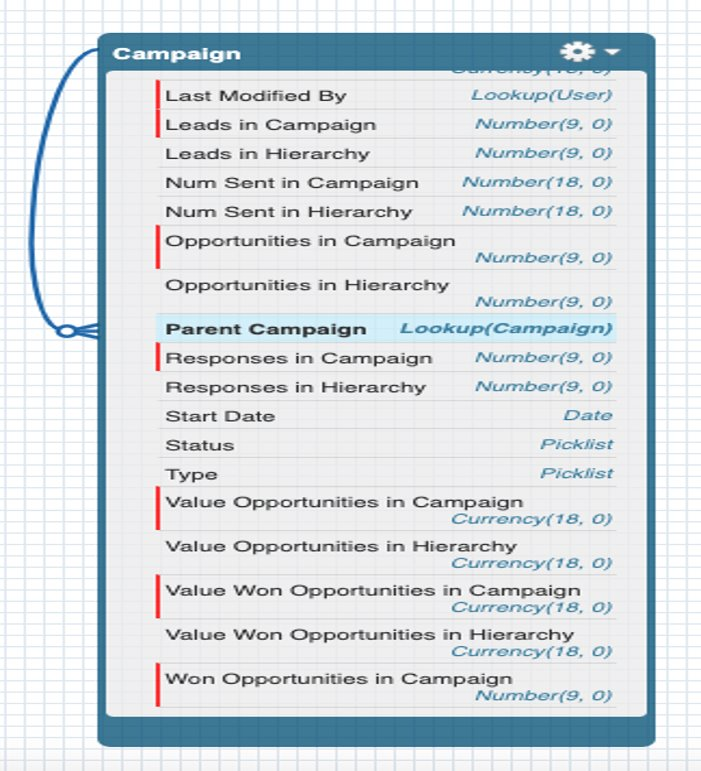 Campaign
Last Modified By Lookup(User)
Leads in Campaign Number(9, 0)
Leads in Hierarchy Number(9, 0)
Num Sent in Campaign Number(18, 0)
Num Sent in Hierarchy Number(18, 0)
Opportunities in Campaign
Number(9, 0)
Opportunities in Hierarchy
Number(9, 0)
Parent Campaign Lookup(Campaign)
Responses in Campaign Number(9, 0)
Responses in Hierarchy Number(9, 0)
Start Date Date
Status Picklist
Type Picklist
Value Opportunities in Campaign
Currency(18, 0)
Value Opportunities in Hierarchy
Currency(18, 0)
Value Won Opportunities in Campaign
Currency(18, 0)
Value Won Opportunities in Hierarchy
Currency(18, 0)
Won Opportunities in Campaign
Number(9, 0)